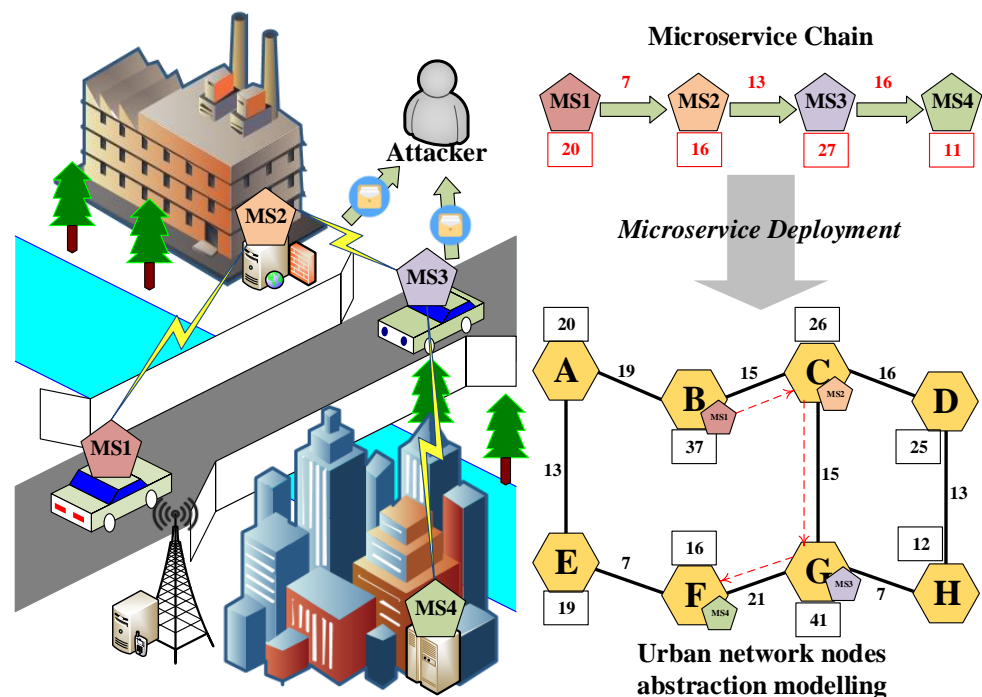 Attacker
MS2
MS3
MS1
MS4
Microservice Chain
7
13
16
MS1
MS2
MS3
MS4
20
16
27
11
Microservice Deployment
20
26
A
19
15
C
16
B
D
MS1
MS2
37
25
13
15
13
16
12
E
7
F
21
G
7
H
MS4
MS3
19
41
Urban network nodes
abstraction modelling